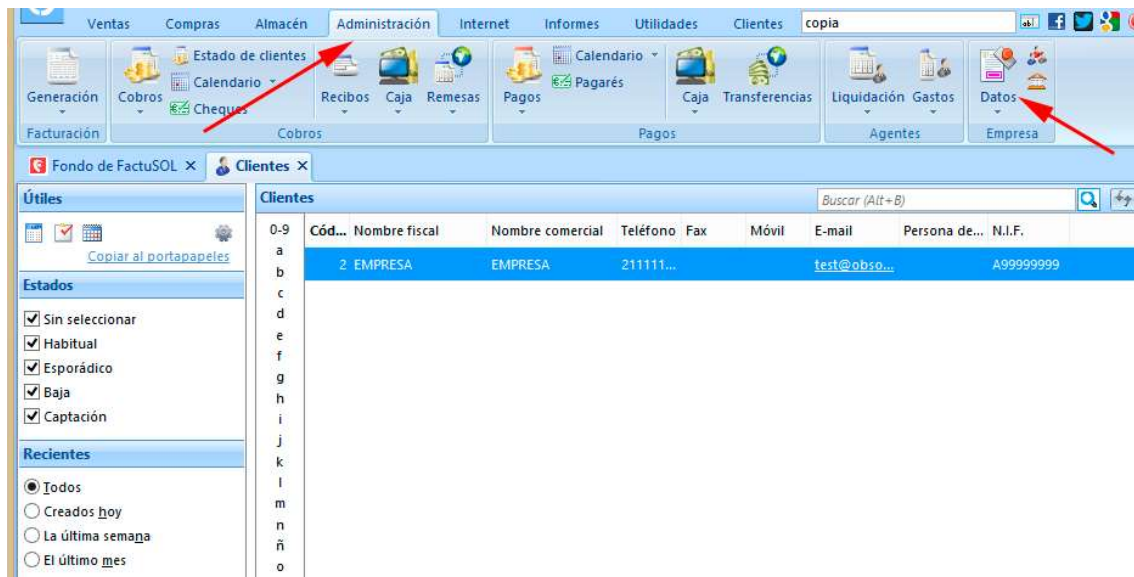 Ventas Compras Almacén Administración Internet Informes Utilidades Clientes copia
Estado de clientes Calendario
Calendario Pagarés
Generación Cobros Cheques Recibos Caja Remesas Pagos Caja Transferencias Liquidación Gastos Datos
Facturación Cobros Pagos Agentes Empresa
Fondo de FactuSOL Clientes
Útiles Clientes Buscar (Alt+B)
0-9 Cód... Nombre fiscal Nombre comercial Teléfono Fax Móvil E-mail Persona de... N.I.F.
Copiar al portapapeles a
2 EMPRESA EMPRESA 211111... test@obso... A99999999
b
Estados c
Sin seleccionar d
Habitual e
Esporádico f
g
Baja h
Captación i
j
Recientes k
Todos l
Creados hoy m
La última semana n
ñ
El último mes o